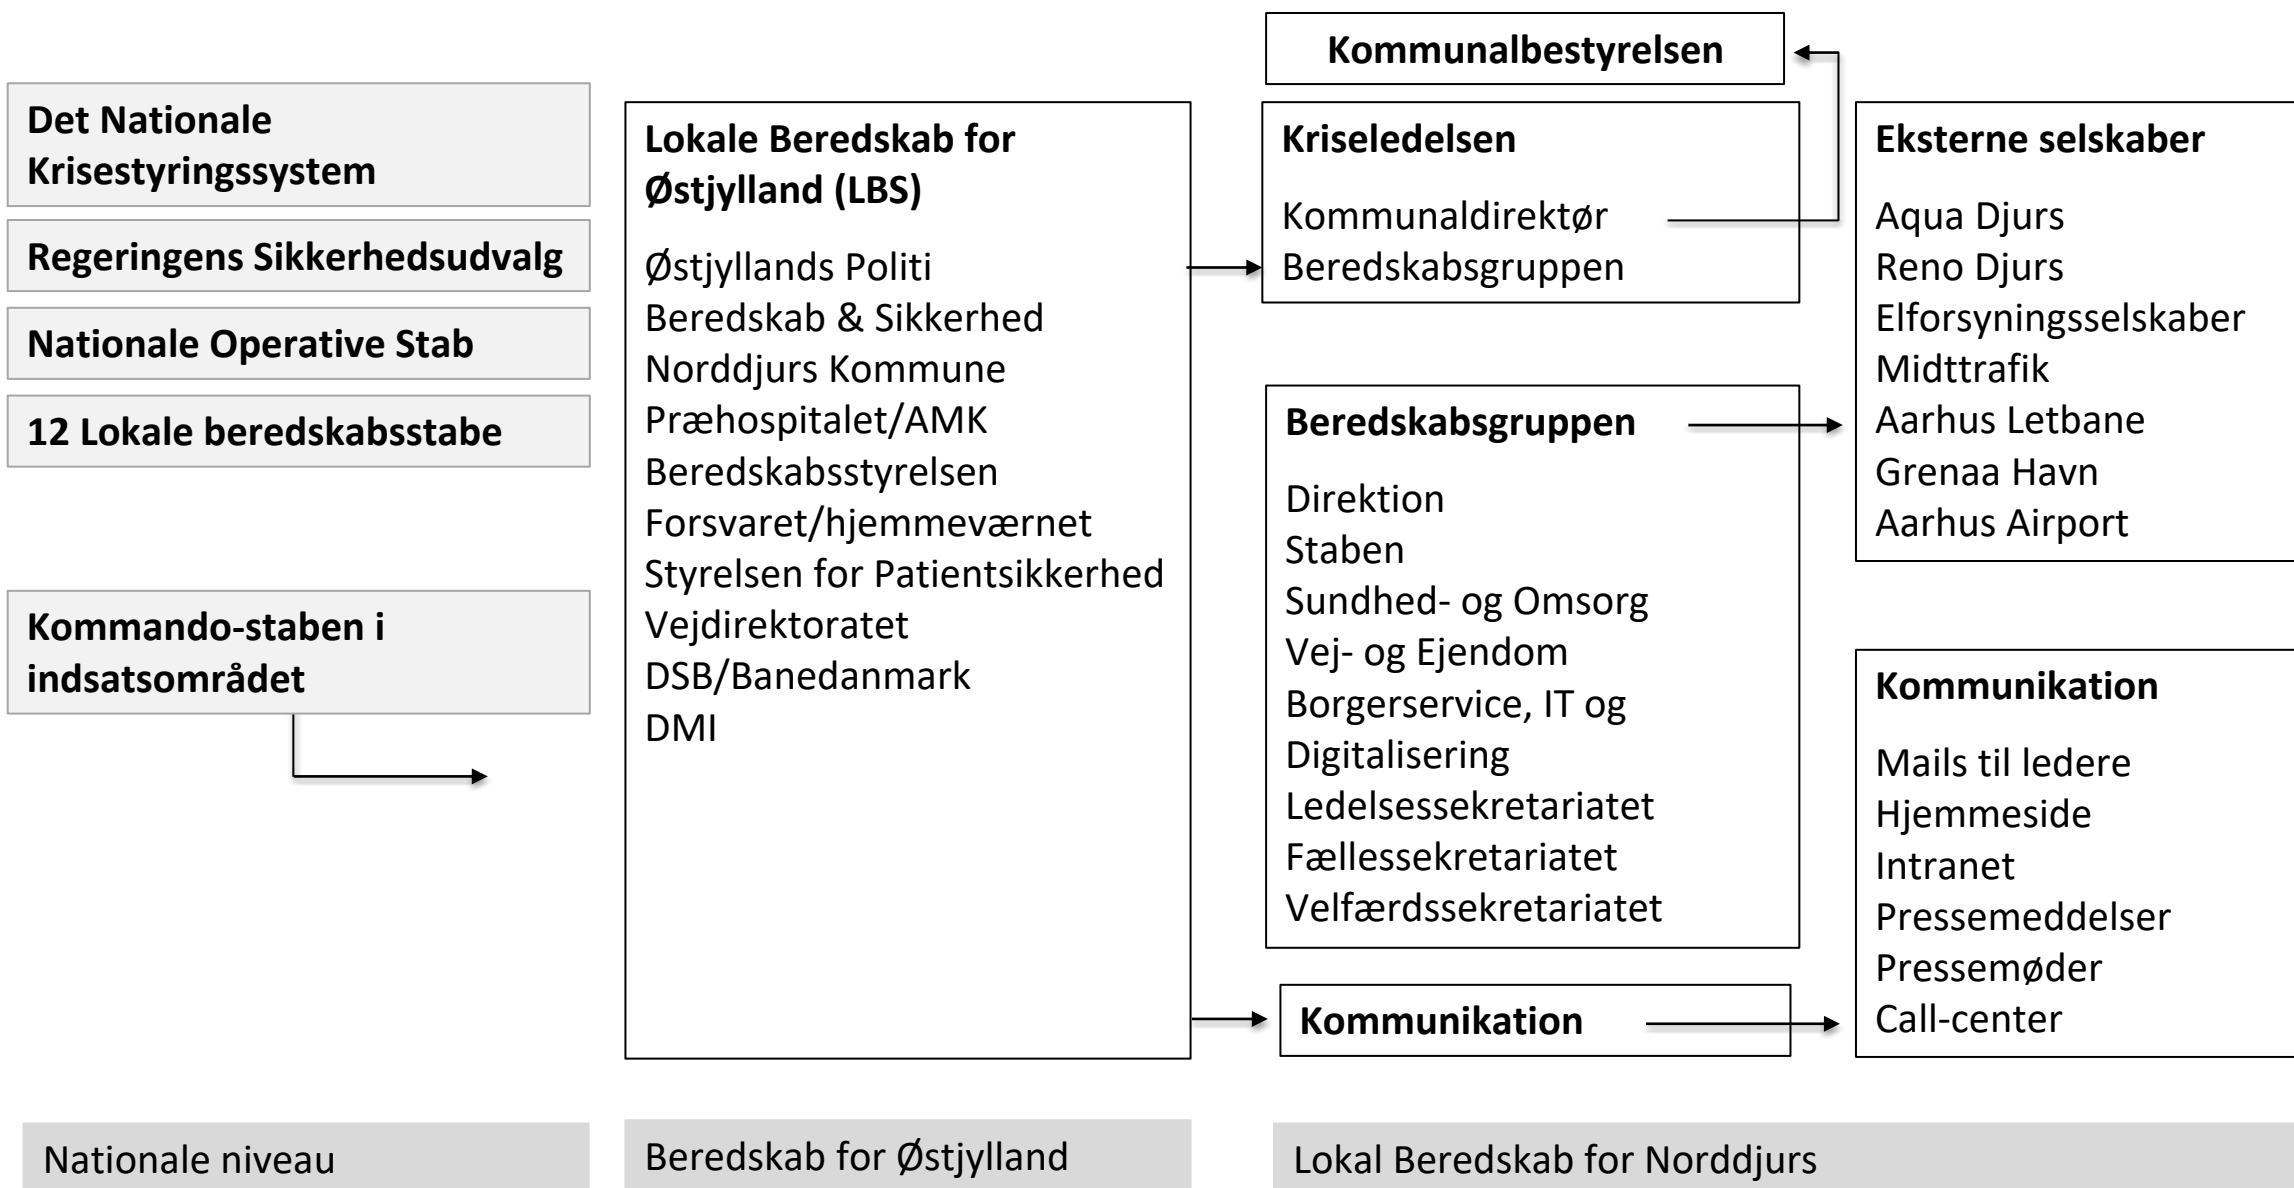 Det Nationale
Krisestyringssystem
Regeringens Sikkerhedsudvalg
Nationale Operative Stab
12 Lokale beredskabsstabe
Kommando-staben i
indsatsområdet
Nationale niveau
Lokale Beredskab for
Østjylland (LBS)
Østjyllands Politi
Beredskab & Sikkerhed
Norddjurs Kommune
Præhospitalet/AMK
Beredskabsstyrelsen
Forsvaret/hjemmeværnet
Styrelsen for Patientsikkerhed
Vejdirektoratet
DSB/Banedanmark
DMI
Beredskab for Østjylland
Kommunalbestyrelsen
Kriseledelsen
Kommunaldirektør
Beredskabsgruppen
Beredskabsgruppen
Direktion
Staben
Sundhed- og Omsorg
Vej- og Ejendom
Borgerservice, IT og
Digitalisering
Ledelsessekretariatet
Fællessekretariatet
Velfærdssekretariatet
Kommunikation
Eksterne selskaber
Aqua Djurs
Reno Djurs
Elforsyningsselskaber
Midttrafik
Aarhus Letbane
Grenaa Havn
Aarhus Airport
Kommunikation
Mails til ledere
Hjemmeside
Intranet
Pressemeddelser
Pressemøder
Call-center
Lokal Beredskab for Norddjurs